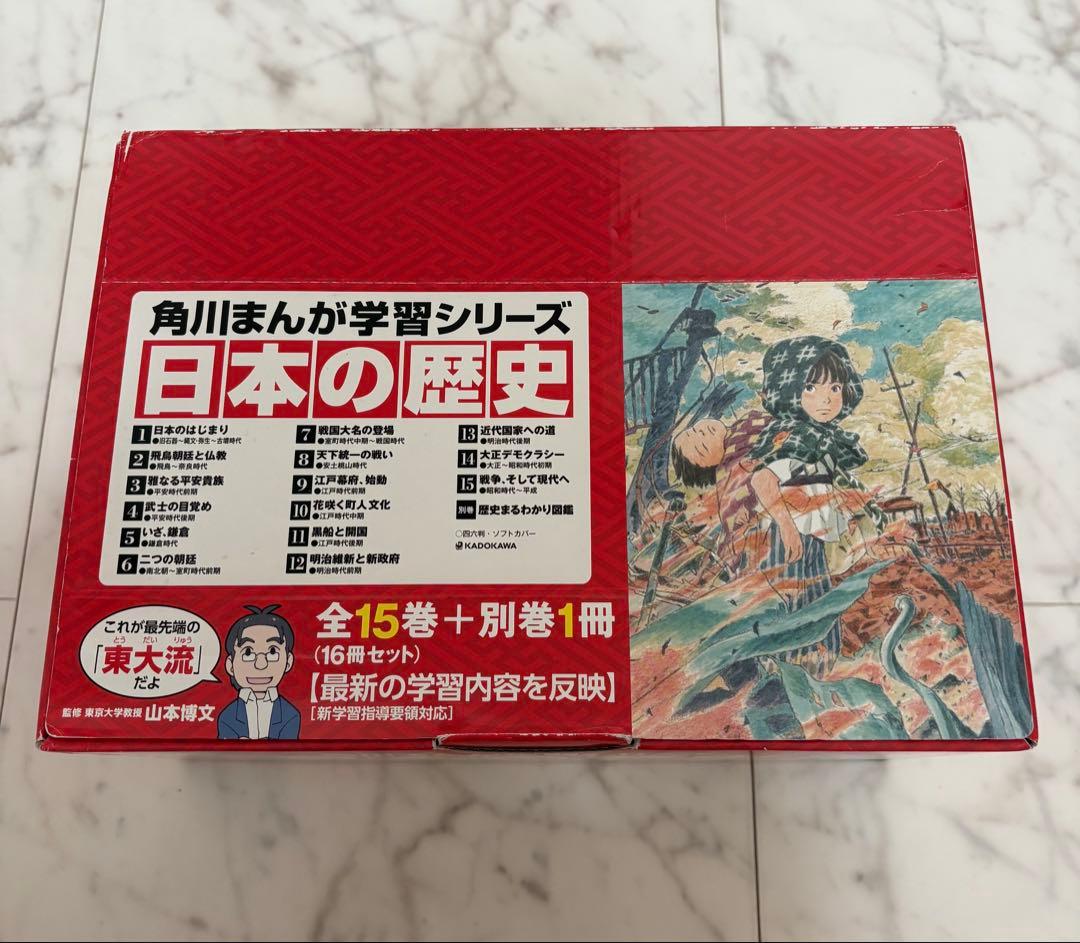 角川まんが学習シリーズ
日本の歴史
1 日本のはじまり
●旧石器〜縄文・弥生〜古墳時代
2 飛鳥朝廷と仏教
●飛鳥〜奈良時代
3 雅なる平安貴族
●平安時代前期
4 武士の目覚め
●平安時代後期
5 いざ、鎌倉
●鎌倉時代
6 二つの朝廷
●南北朝〜室町時代前期
7 戦国大名の登場
●室町時代中期〜戦国時代
8 天下統一の戦い
●安土桃山時代
9 江戸幕府、始動
●江戸時代前期
10 花咲く町人文化
●江戸時代中期
11 黒船と開国
●江戸時代後期
12 明治維新と新政府
●明治時代前期
13 近代国家への道
●明治時代後期
14 大正デモクラシー
●大正〜昭和時代初期
15 戦争、そして現代へ
●昭和時代〜平成
別巻 歴史まるわかり図鑑
○四六判・ソフトカバー
KADOKAWA
これが最先端の
とう だい りゅう
「東大流」
だよ
監修 東京大学教授 山本博文
全15巻+別巻1冊
(16冊セット)
【最新の学習内容を反映】
[新学習指導要領対応]